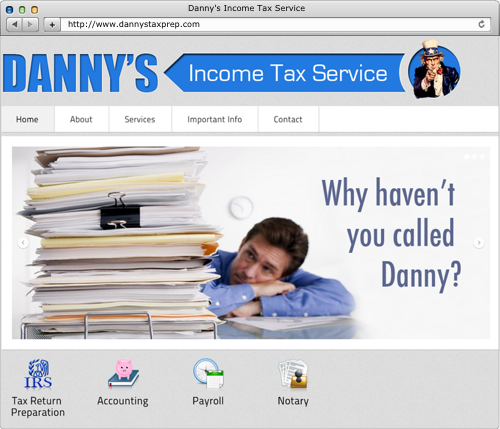 Danny's Income Tax Service
http://www.dannystaxprep.com
DANNY'S
Income Tax Service
Home
About
Services
Important Info
Contact
Why haven't
you called
Danny?
IRS
Tax Return
Preparation
Accounting
Payroll
Notary